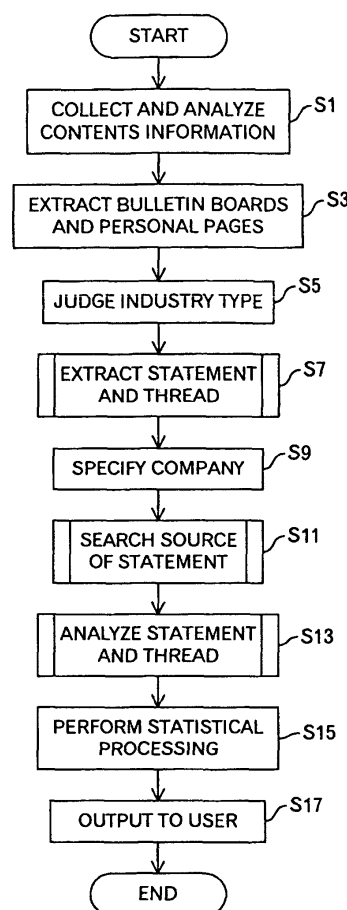 START
COLLECT AND ANALYZE
CONTENTS INFORMATION
S1
EXTRACT BULLETIN BOARDS
AND PERSONAL PAGES
S3
JUDGE INDUSTRY TYPE
S5
EXTRACT STATEMENT
AND THREAD
S7
SPECIFY COMPANY
S9
SEARCH SOURCE
OF STATEMENT
S11
ANALYZE STATEMENT
AND THREAD
S13
PERFORM STATISTICAL
PROCESSING
S15
OUTPUT TO USER
S17
END